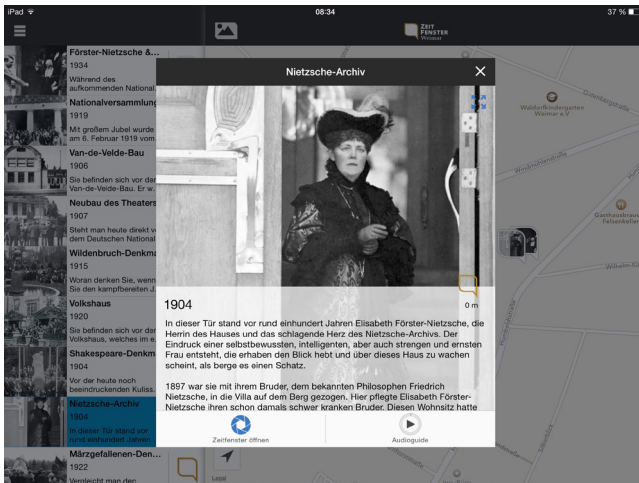 iPad
08:34
37 %
ZEIT
FENSTER
Weimar
Förster-Nietzsche &...
1934
Während des
aufkommenden National
Nationalversammlung
1919
Mit großem Jubel wurde
am 6. Februar 1919 vom
Van-de-Velde-Bau
1906
Sie befinden sich vor der
Van-de-Velde-Bau. Er w.
Neubau des Theaters
1907
Steht man heute direkt v
dem Deutschen National
Wildenbruch-Denkma
1915
Woran denken Sie, wenn
Sie den kampfbereiten J.
Volkshaus
1920
Sie befinden sich vor der
Volkshaus, welches im e.
Shakespeare-Denkm
1904
Vor der heute noch
beeindruckenden Kuliss.
Nietzsche-Archiv
1904
In dieser Tür stand vor
rund einhundert Jahren
Märzgefallenen-Den...
1922
Vergleicht man den
Nietzsche-Archiv
0 m
1904
In dieser Tür stand vor rund einhundert Jahren Elisabeth Förster-Nietzsche, die
Herrin des Hauses und das schlagende Herz des Nietzsche-Archivs. Der
Eindruck einer selbstbewussten, intelligenten, aber auch strengen und ernsten
Frau entsteht, die erhaben den Blick hebt und über dieses Haus zu wachen
scheint, als berge es einen Schatz.
1897 war sie mit ihrem Bruder, dem bekannten Philosophen Friedrich
Nietzsche, in die Villa auf dem Berg gezogen. Hier pflegte Elisabeth Förster-
Nietzsche ihren schon damals schwer kranken Bruder. Diesen Wohnsitz hatte
Zeitfenster öffnen
Audioguide
Legal
Waldorfkindergarten
Weimar e.V
Gutenbergstraße
Windmühlenstraße
Gasthausbrau
Felsenkeller